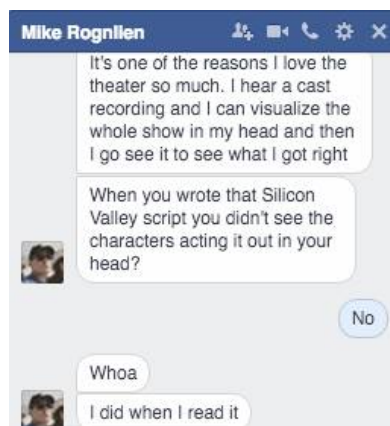 Mike Rognlien
It's one of the reasons I love the
theater so much. I hear a cast
recording and I can visualize the
whole show in my head and then
I go see it to see what I got right
When you wrote that Silicon
Valley script you didn't see the
characters acting it out in your
head?
No
Whoa
I did when I read it